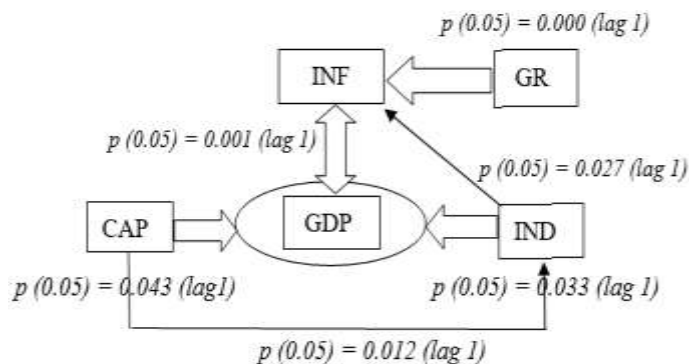 p (0.05) = 0.000 (lag 1)
INF
GR
p (0.05) = 0.001 (lag 1)
p (0.05) = 0.027 (lag 1)
CAP
GDP
IND
p (0.05) = 0.043 (lag1)
p (0.05) = 0.033 (lag 1)
p (0.05) = 0.012 (lag 1)